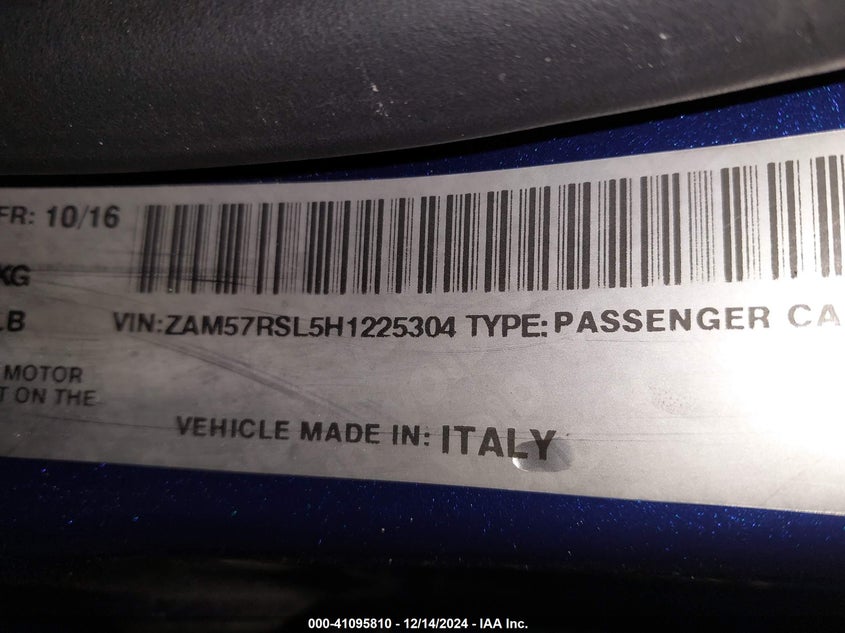 FR: 10/16
KG
LB
VIN:ZAM57RSL5H1225304 TYPE:PASSENGER CA
MOTOR
T ON THE
VEHICLE MADE IN: ITALY
000-41095810 - 12/14/2024 - IAA Inc.